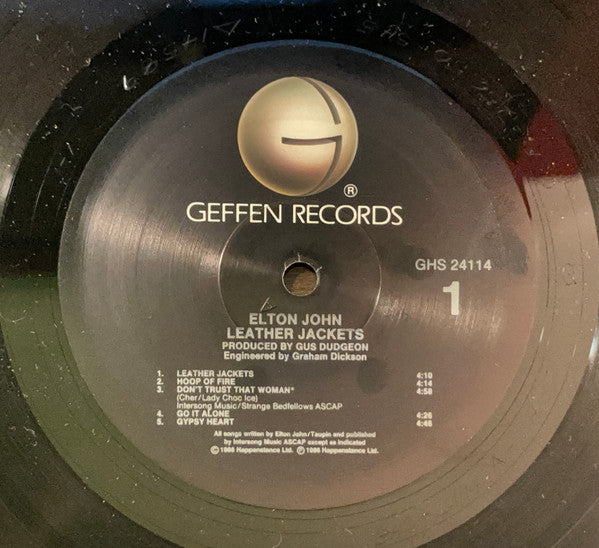 G
®
GEFFEN RECORDS
GHS 24114
1
ELTON JOHN
LEATHER JACKETS
PRODUCED BY GUS DUDGEON
Engineered by Graham Dickson
1. LEATHER JACKETS 4:10
2. HOOP OF FIRE 4:14
3. DON'T TRUST THAT WOMAN* 4:58
(Cher/Lady Choc Ice)
Intersong Music/Strange Bedfellows ASCAP
4. GO IT ALONE 4:26
5. GYPSY HEART 4:46
All songs written by Elton John/Taupin and published
by Intersong Music ASCAP except as indicated
© 1986 Happenstance Ltd. ℗ 1986 Happenstance Ltd.